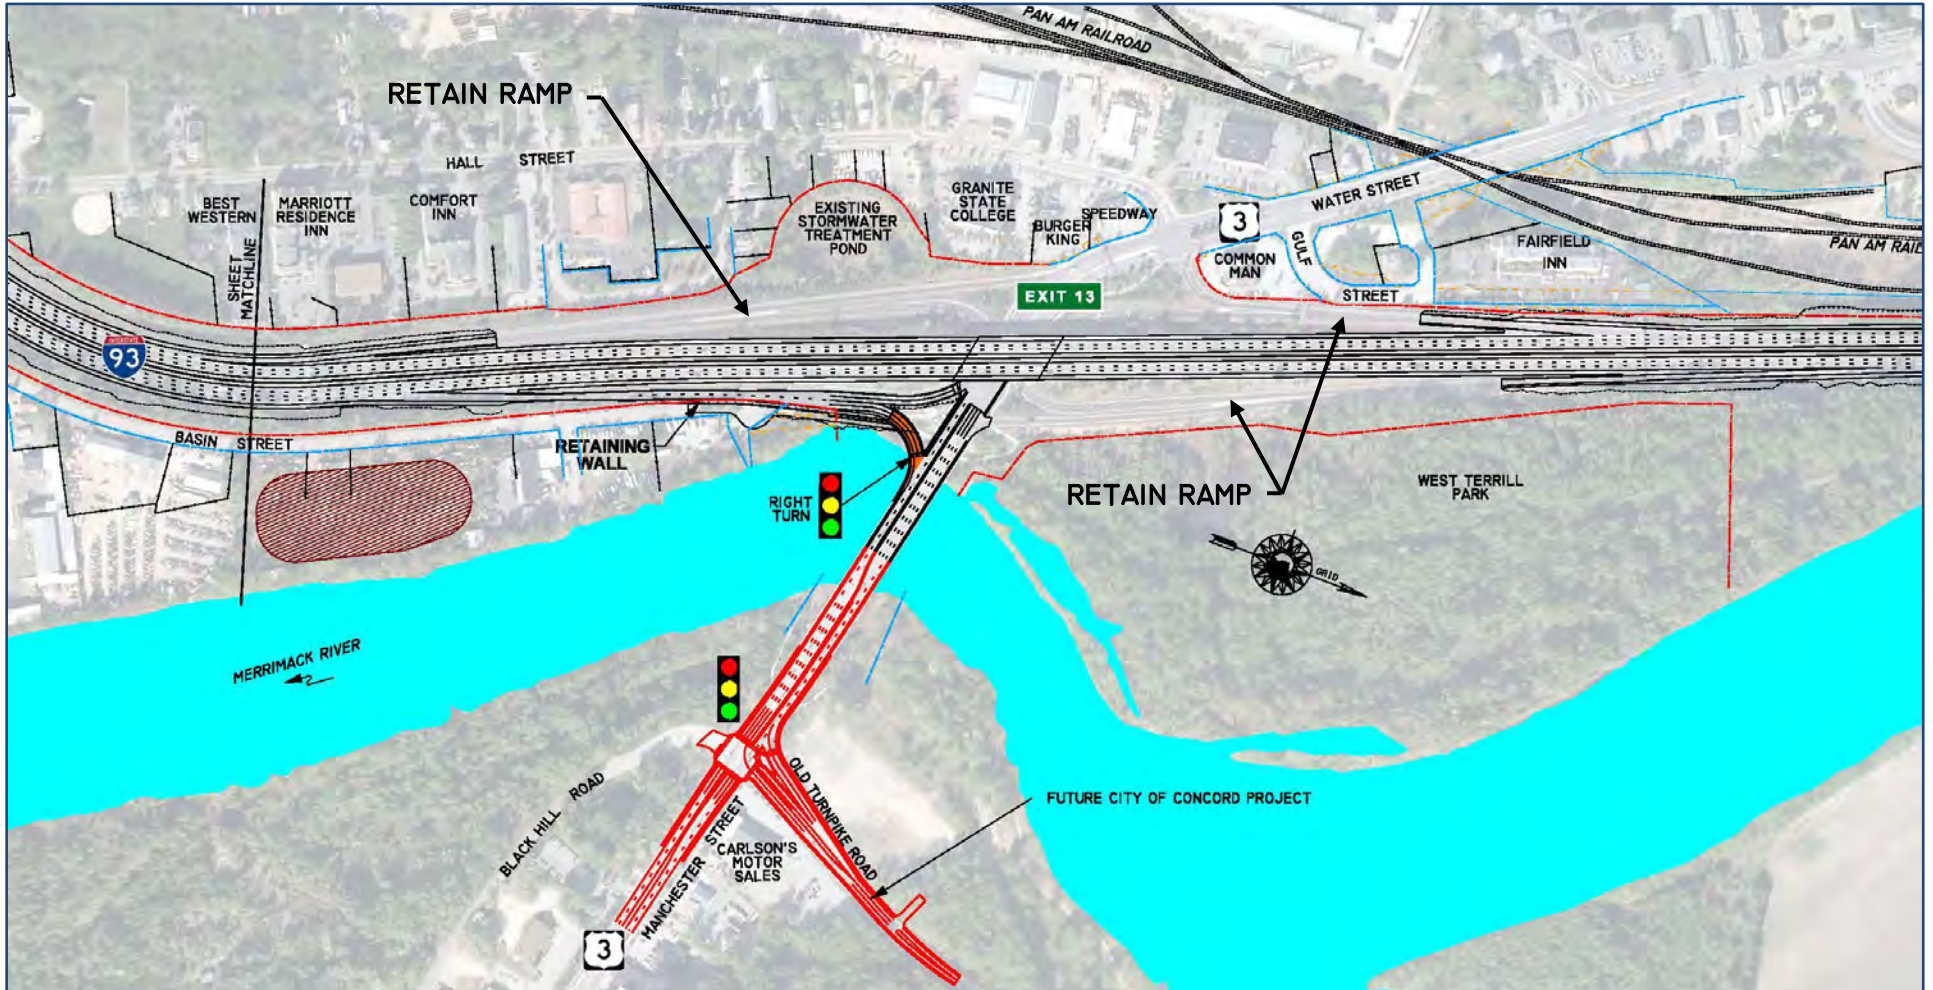 PAN AM RAILROAD
RETAIN RAMP
HALL STREET
BEST
WESTERN
MARRIOTT
RESIDENCE
INN
COMFORT
INN
EXISTING
STORMWATER
TREATMENT
POND
GRANITE
STATE
COLLEGE
BURGER
KING
SPEEDWAY
3
WATER STREET
GULF
STREET
COMMON
MAN
FAIRFIELD
INN
PAN AM RAIL
SHEET
MATCHLINE
EXIT 13
INTERSTATE
93
BASIN STREET
RETAINING
WALL
RIGHT
TURN
RETAIN RAMP
WEST TERRILL
PARK
GRID
MERRIMACK RIVER
BLACK HILL ROAD
OLD TURNPIKE ROAD
FUTURE CITY OF CONCORD PROJECT
MANCHESTER STREET
CARLSON'S
MOTOR
SALES
3